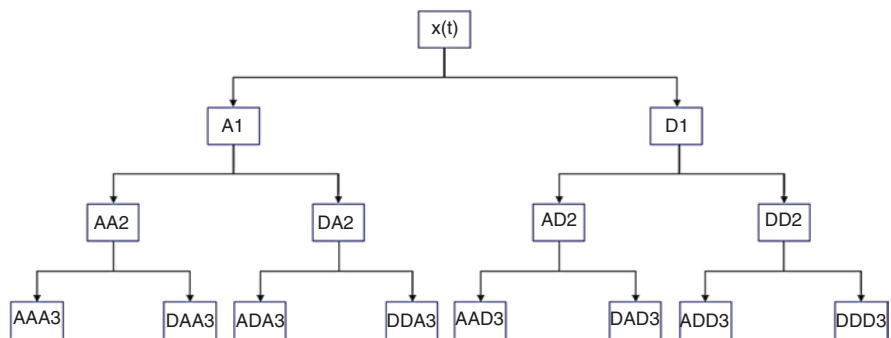 x(t)
A1 D1
AA2 DA2 AD2 DD2
AAA3 DAA3 ADA3 DDA3 AAD3 DAD3 ADD3 DDD3